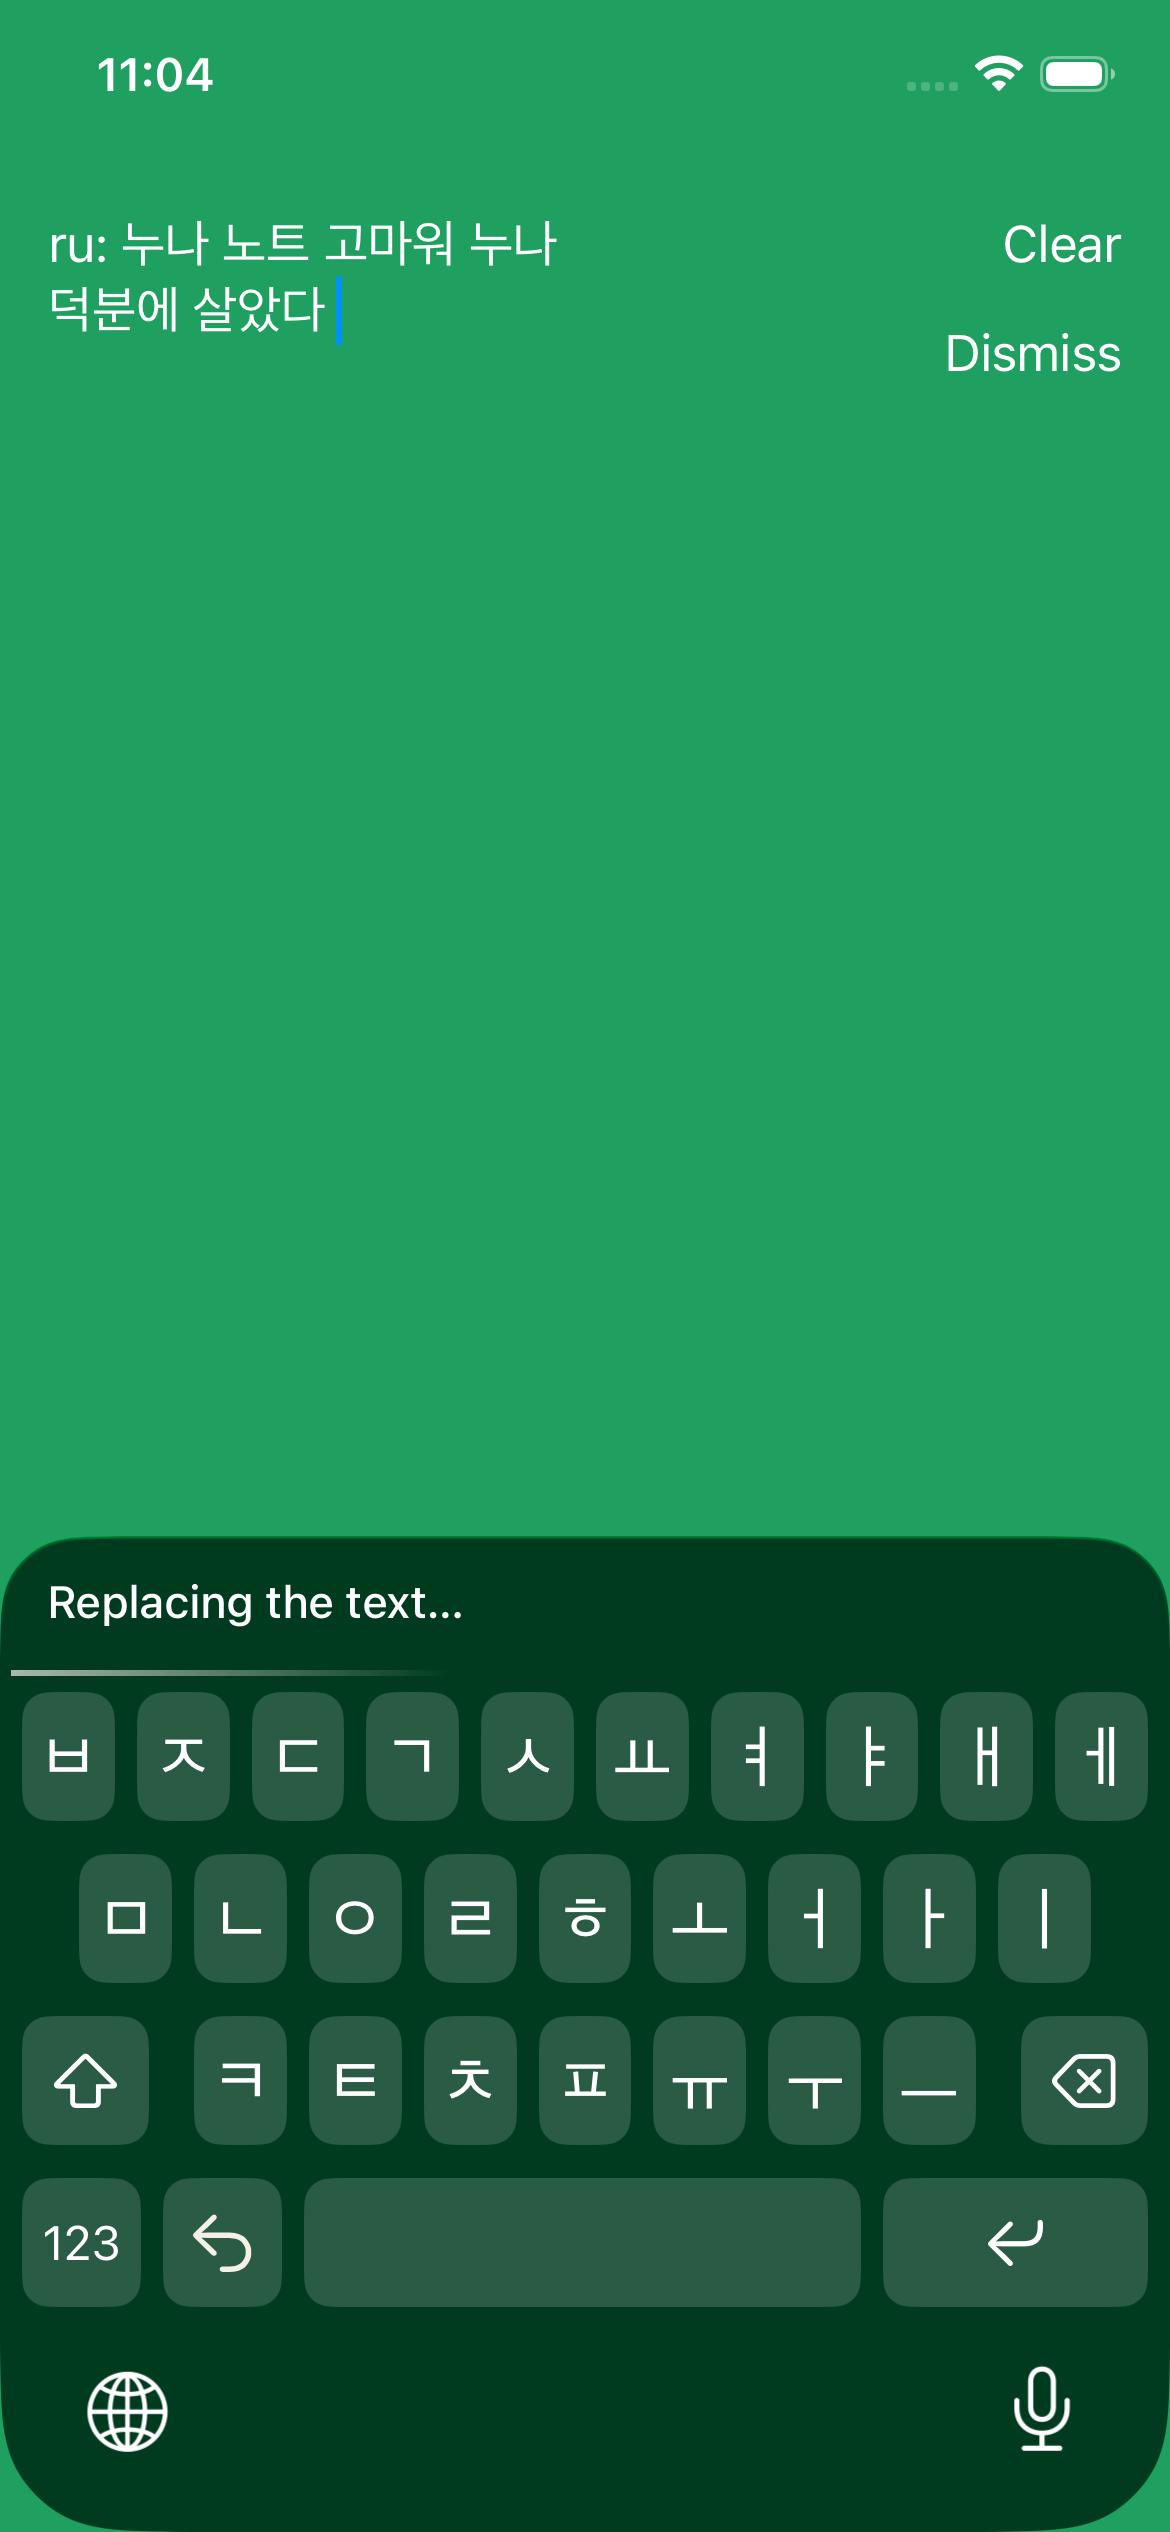 11:04
ru: 누나 노트 고마워 누나
덕분에 살았다
Clear
Dismiss
Replacing the text...
ㅂ ㅈ ㄷ ㄱ ㅅ ㅛ ㅕ ㅑ ㅐ ㅔ
ㅁ ㄴ ㅇ ㄹ ㅎ ㅗ ㅓ ㅏ ㅣ
ㅋ ㅌ ㅊ ㅍ ㅠ ㅜ ㅡ
123